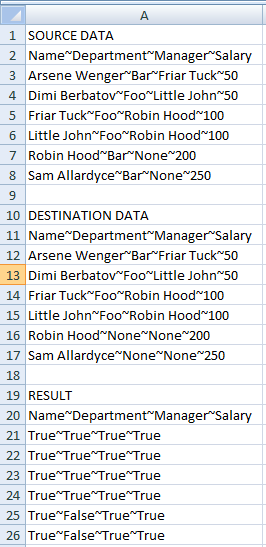 A
1 SOURCE DATA
2 Name~Department~Manager~Salary
3 Arsene Wenger~Bar~Friar Tuck~50
4 Dimi Berbatov~Foo~Little John~50
5 Friar Tuck~Foo~Robin Hood~100
6 Little John~Foo~Robin Hood~100
7 Robin Hood~Bar~None~200
8 Sam Allardyce~Bar~None~250
9
10 DESTINATION DATA
11 Name~Department~Manager~Salary
12 Arsene Wenger~Bar~Friar Tuck~50
13 Dimi Berbatov~Foo~Little John~50
14 Friar Tuck~Foo~Robin Hood~100
15 Little John~Foo~Robin Hood~100
16 Robin Hood~None~None~200
17 Sam Allardyce~None~None~250
18
19 RESULT
20 Name~Department~Manager~Salary
21 True~True~True~True
22 True~True~True~True
23 True~True~True~True
24 True~True~True~True
25 True~False~True~True
26 True~False~True~True